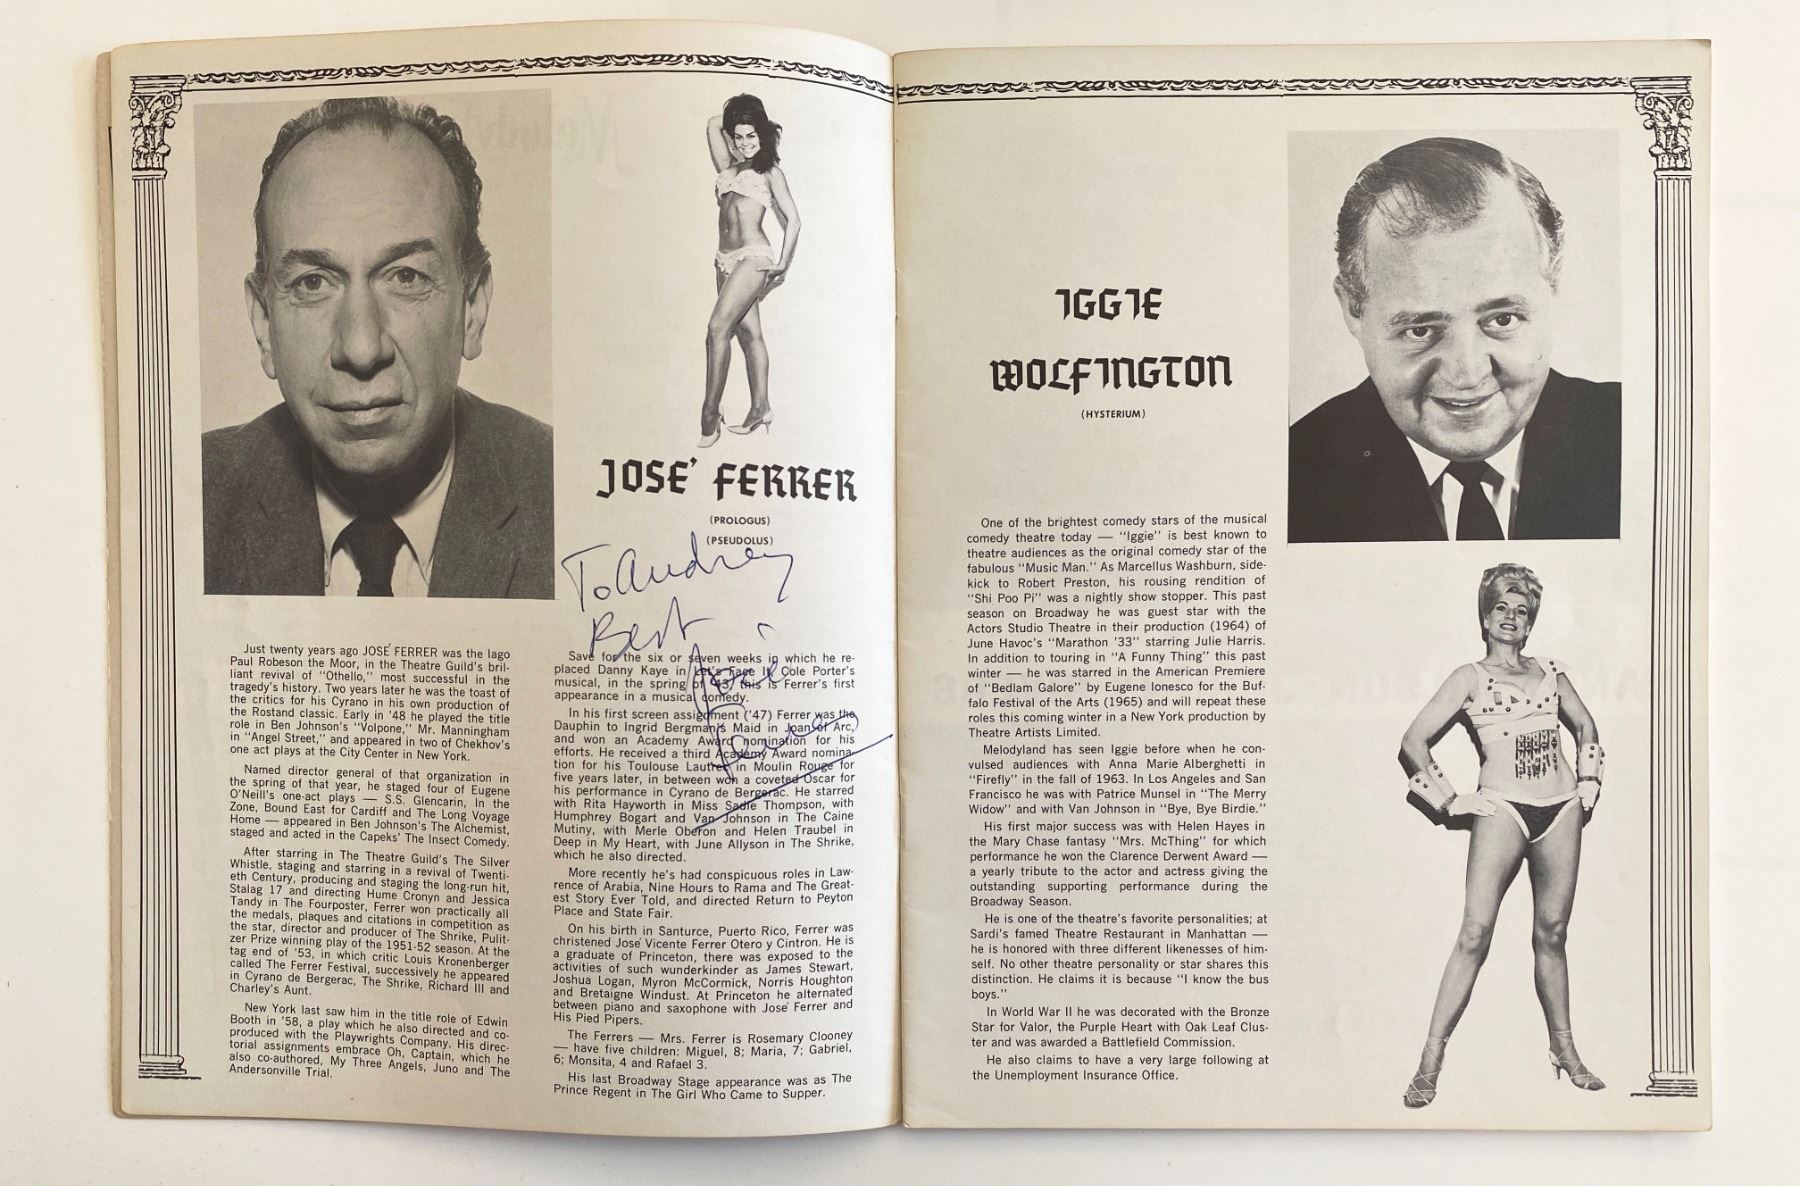 JOSÉ FERRER
(PROLOGUS)
(PSEUDOLUS)
To Audrey
Best
José
Ferrer
Just twenty years ago JOSÉ FERRER was the Iago
Paul Robeson the Moor, in the Theatre Guild's bril-
liant revival of "Othello," most successful in the
tragedy's history. Two years later he was the toast of
the critics for his Cyrano in his own production of
the Rostand classic. Early in '48 he played the title
role in Ben Johnson's "Volpone," Mr. Manningham
in "Angel Street," and appeared in two of Chekhov's
one act plays at the City Center in New York.
Named director general of that organization in
the spring of that year, he staged four of Eugene
O'Neill's one-act plays — S.S. Glencarin, In the
Zone, Bound East for Cardiff and The Long Voyage
Home — appeared in Ben Johnson's The Alchemist,
staged and acted in the Capeks' The Insect Comedy.
After starring in The Theatre Guild's The Silver
Whistle, staging and starring in a revival of Twenti-
eth Century, producing and staging the long-run hit,
Stalag 17 and directing Hume Cronyn and Jessica
Tandy in The Fourposter, Ferrer won practically all
the medals, plaques and citations in competition as
the star, director and producer of The Shrike, Pulit-
zer Prize winning play of the 1951-52 season. At the
tag end of '53, in which critic Louis Kronenberger
called The Ferrer Festival, successively he appeared
in Cyrano de Bergerac, The Shrike, Richard III and
Charley's Aunt.
New York last saw him in the title role of Edwin
Booth in '58, a play which he also directed and co-
produced with the Playwrights Company. His direc-
torial assignments embrace Oh, Captain, which he
also co-authored, My Three Angels, Juno and The
Andersonville Trial.
Save for the six or seven weeks in which he re-
placed Danny Kaye in Let's Face It, Cole Porter's
musical, in the spring of '43, this is Ferrer's first
appearance in a musical comedy.
In his first screen assignment ('47) Ferrer was the
Dauphin to Ingrid Bergman's Maid in Joan of Arc,
and won an Academy Award nomination for his
efforts. He received a third Academy Award nomina-
tion for his Toulouse Lautrec in Moulin Rouge for
five years later, in between won a coveted Oscar for
his performance in Cyrano de Bergerac. He starred
with Rita Hayworth in Miss Sadie Thompson, with
Humphrey Bogart and Van Johnson in The Caine
Mutiny, with Merle Oberon and Helen Traubel in
Deep in My Heart, with June Allyson in The Shrike,
which he also directed.
More recently he's had conspicuous roles in Law-
rence of Arabia, Nine Hours to Rama and The Great-
est Story Ever Told, and directed Return to Peyton
Place and State Fair.
On his birth in Santurce, Puerto Rico, Ferrer was
christened José Vicente Ferrer Otero y Cintron. He is
a graduate of Princeton, there was exposed to the
activities of such wunderkinder as James Stewart,
Joshua Logan, Myron McCormick, Norris Houghton
and Bretaigne Windust. At Princeton he alternated
between piano and saxophone with José Ferrer and
His Pied Pipers.
The Ferrers — Mrs. Ferrer is Rosemary Clooney
— have five children: Miguel, 8; Maria, 7; Gabriel,
6; Monsita, 4 and Rafael 3.
His last Broadway Stage appearance was as The
Prince Regent in The Girl Who Came to Supper.
IGGIE
WOLFINGTON
(HYSTERIUM)
One of the brightest comedy stars of the musical
comedy theatre today — "Iggie" is best known to
theatre audiences as the original comedy star of the
fabulous "Music Man." As Marcellus Washburn, side-
kick to Robert Preston, his rousing rendition of
"Shi Poo Pi" was a nightly show stopper. This past
season on Broadway he was guest star with the
Actors Studio Theatre in their production (1964) of
June Havoc's "Marathon '33" starring Julie Harris.
In addition to touring in "A Funny Thing" this past
winter — he was starred in the American Premiere
of "Bedlam Galore" by Eugene Ionesco for the Buf-
falo Festival of the Arts (1965) and will repeat these
roles this coming winter in a New York production by
Theatre Artists Limited.
Melodyland has seen Iggie before when he con-
vulsed audiences with Anna Marie Alberghetti in
"Firefly" in the fall of 1963. In Los Angeles and San
Francisco he was with Patrice Munsel in "The Merry
Widow" and with Van Johnson in "Bye, Bye Birdie."
His first major success was with Helen Hayes in
the Mary Chase fantasy "Mrs. McThing" for which
performance he won the Clarence Derwent Award —
a yearly tribute to the actor and actress giving the
outstanding supporting performance during the
Broadway Season.
He is one of the theatre's favorite personalities; at
Sardi's famed Theatre Restaurant in Manhattan —
he is honored with three different likenesses of him-
self. No other theatre personality or star shares this
distinction. He claims it is because "I know the bus
boys."
In World War II he was decorated with the Bronze
Star for Valor, the Purple Heart with Oak Leaf Clus-
ter and was awarded a Battlefield Commission.
He also claims to have a very large following at
the Unemployment Insurance Office.